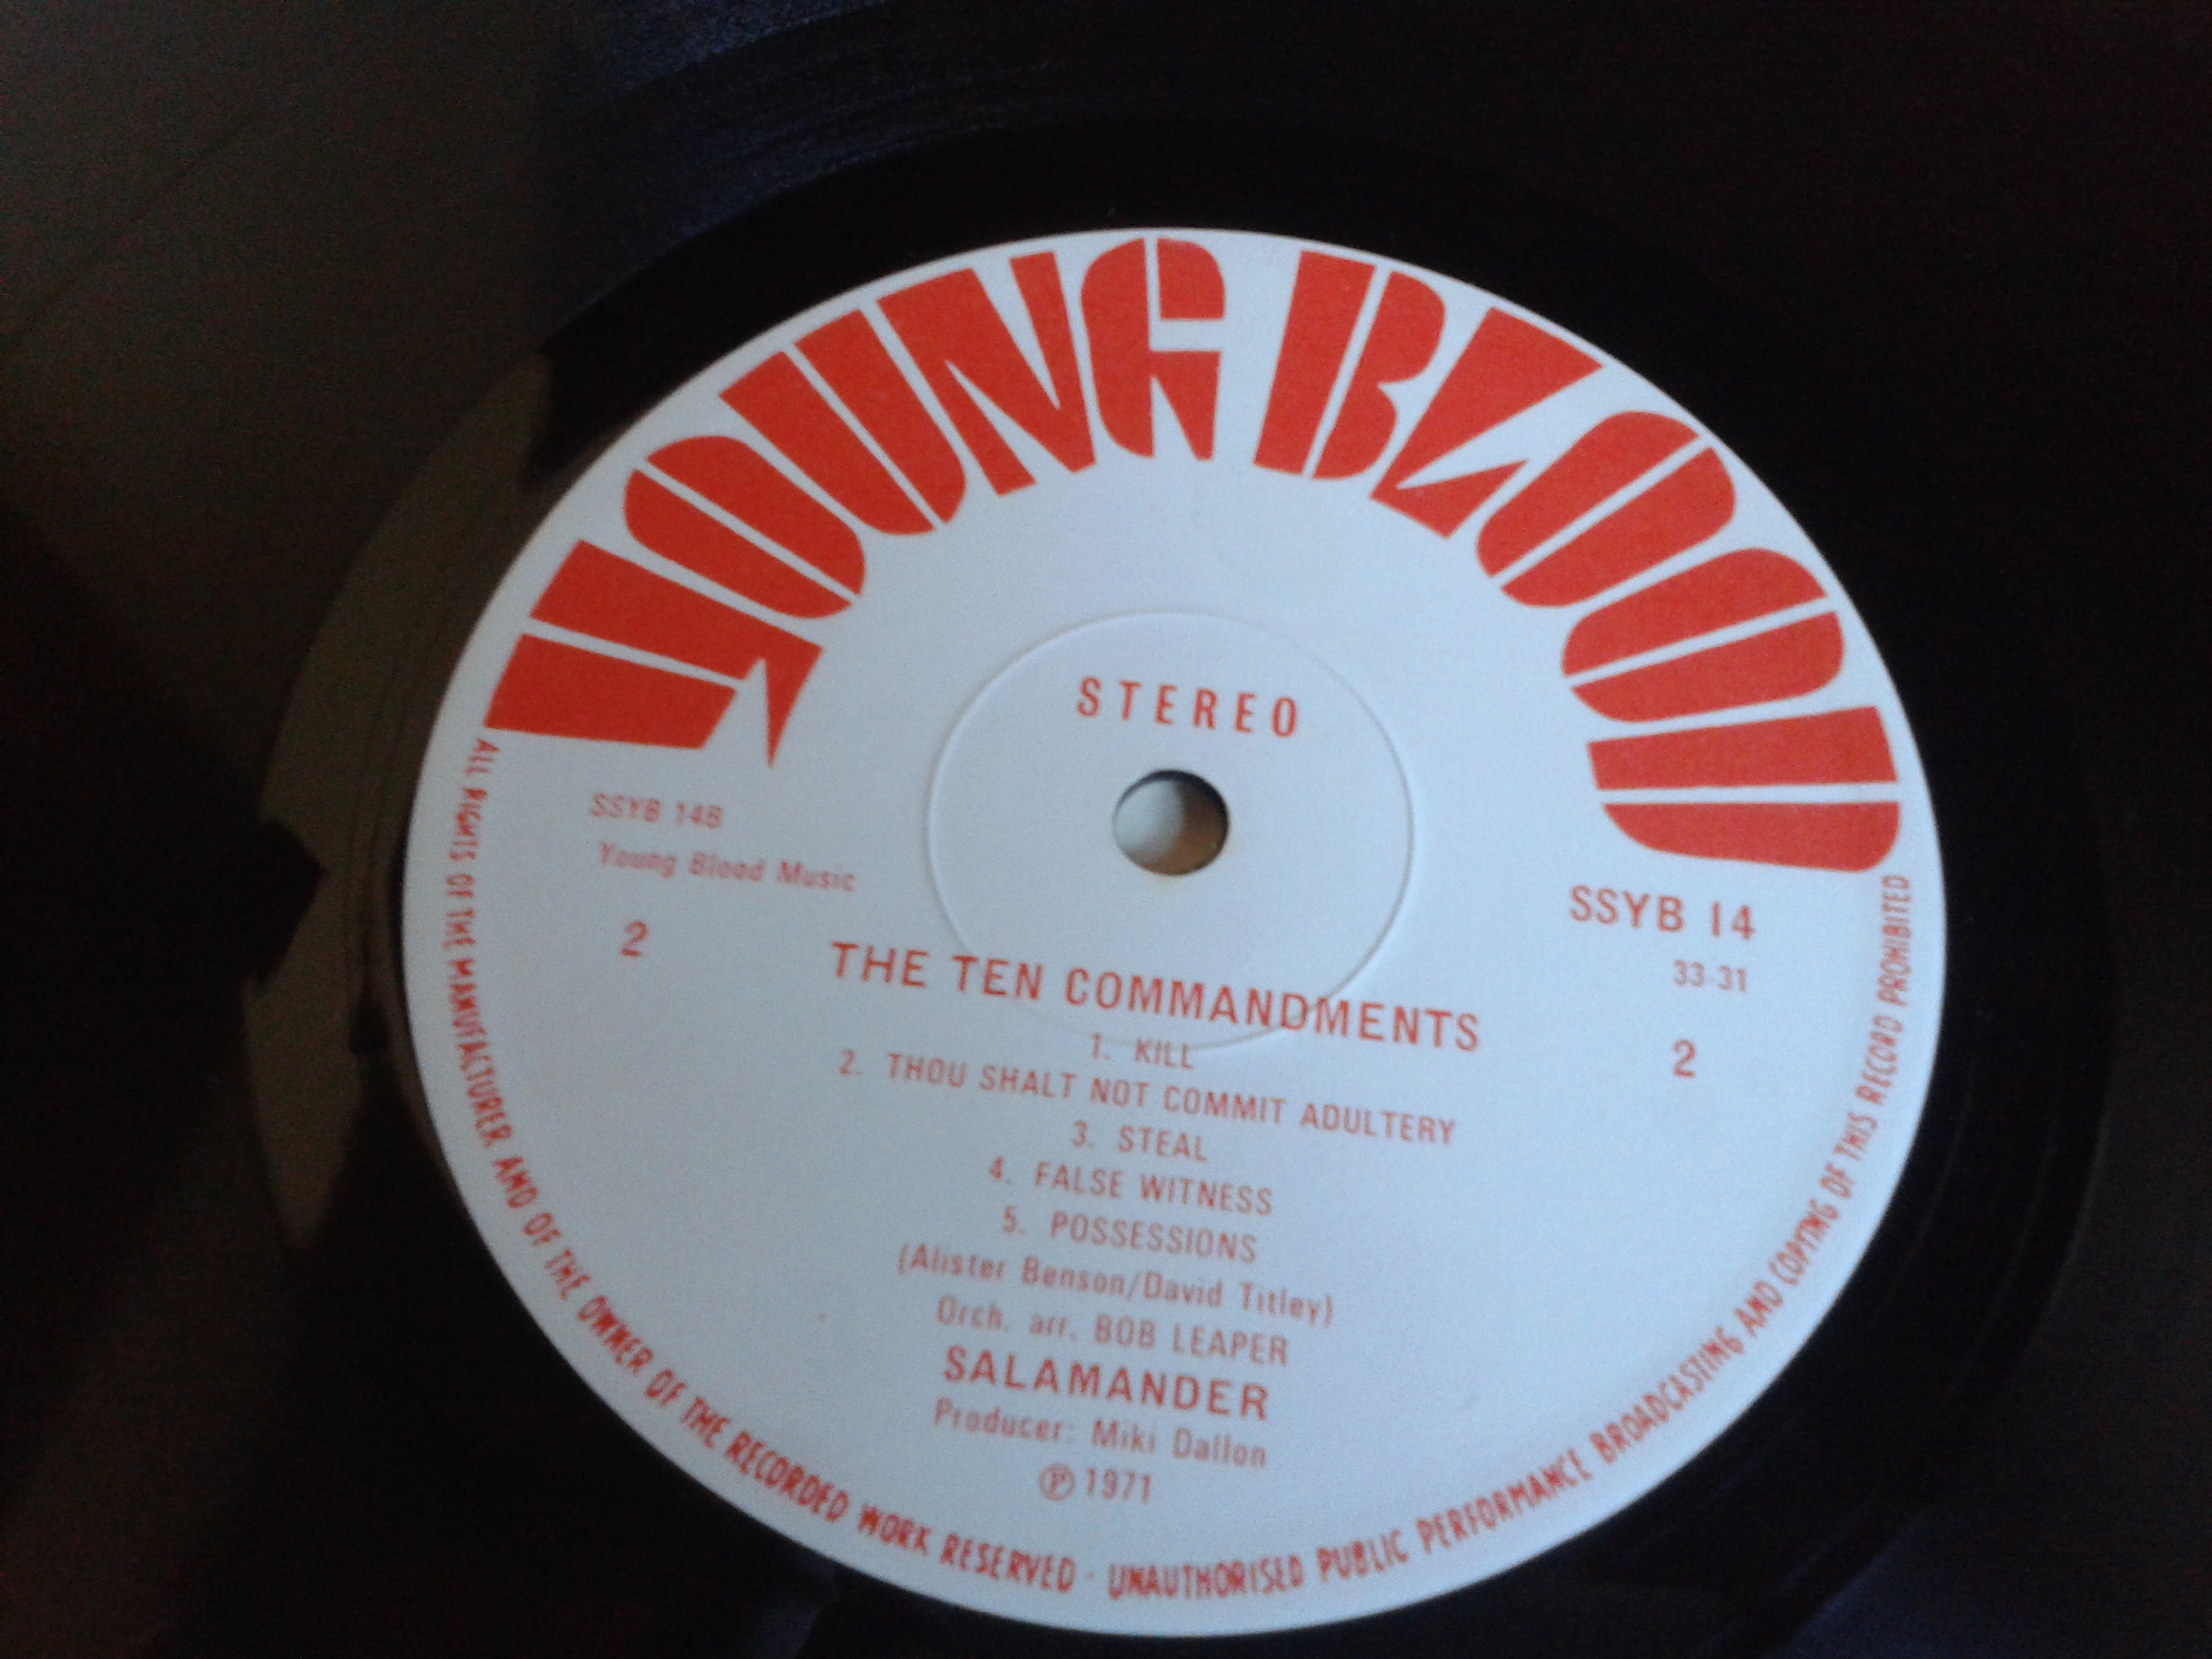 YOUNG BLOOD
STEREO
SSYB 14B
Young Blood Music
2
SSYB 14
33-31
2
THE TEN COMMANDMENTS
1. KILL
2. THOU SHALT NOT COMMIT ADULTERY
3. STEAL
4. FALSE WITNESS
5. POSSESSIONS
(Alister Benson/David Titley)
Orch. arr. BOB LEAPER
SALAMANDER
Producer: Miki Dallon
Ⓟ 1971
ALL RIGHTS OF THE MANUFACTURER AND OF THE OWNER OF THE RECORDED WORK RESERVED · UNAUTHORISED PUBLIC PERFORMANCE BROADCASTING AND COPYING OF THIS RECORD PROHIBITED